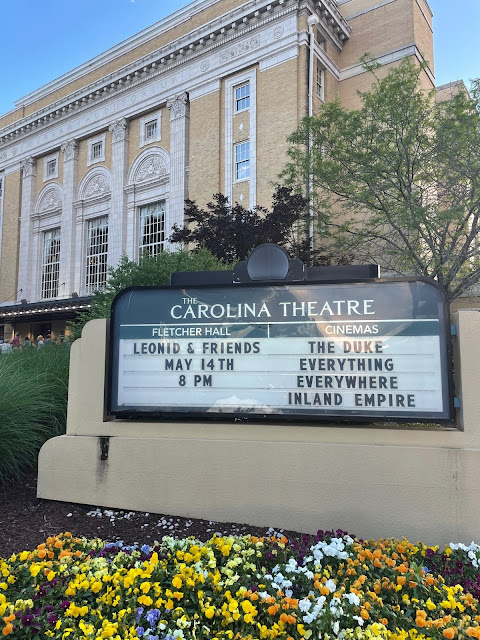 THE
CAROLINA THEATRE
FLETCHER HALL
LEONID & FRIENDS
MAY 14TH
8 PM
CINEMAS
THE DUKE
EVERYTHING
EVERYWHERE
INLAND EMPIRE